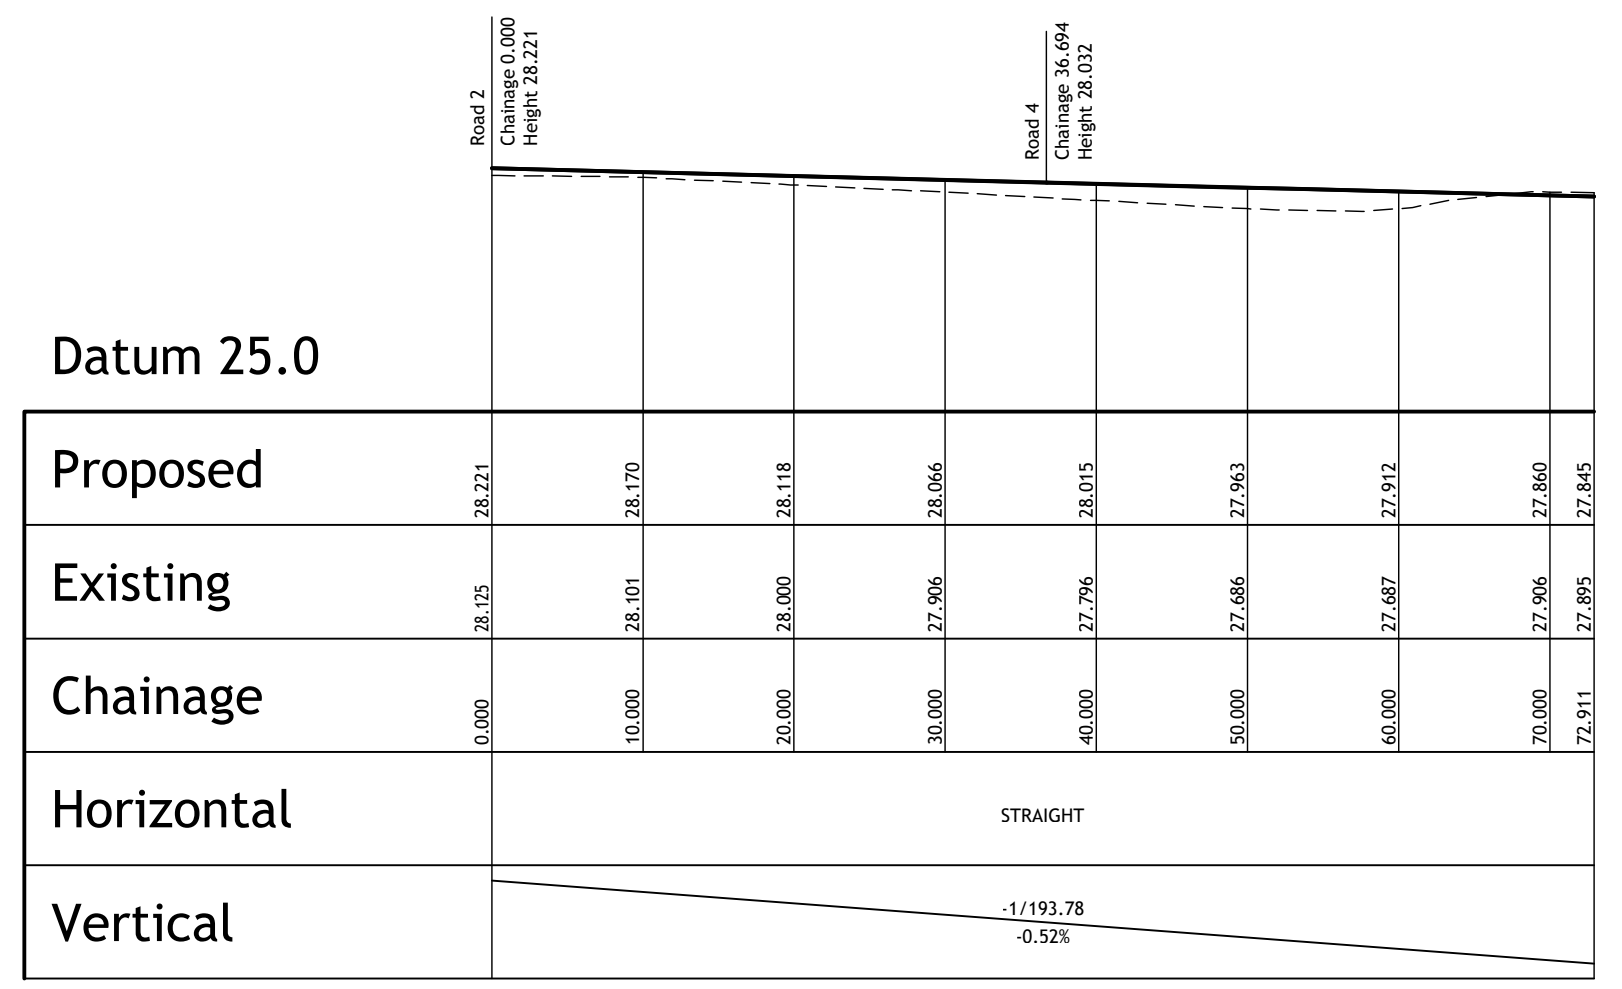 Road 2
Chainage 0.000
Height 28.221
Road 4
Chainage 36.694
Height 28.032
Datum 25.0
Proposed 28.221 28.170 28.118 28.066 28.015 27.963 27.912 27.860 27.845
Existing 28.125 28.101 28.000 27.906 27.796 27.686 27.687 27.906 27.895
Chainage 0.000 10.000 20.000 30.000 40.000 50.000 60.000 70.000 72.911
Horizontal STRAIGHT
Vertical -1/193.78
-0.52%